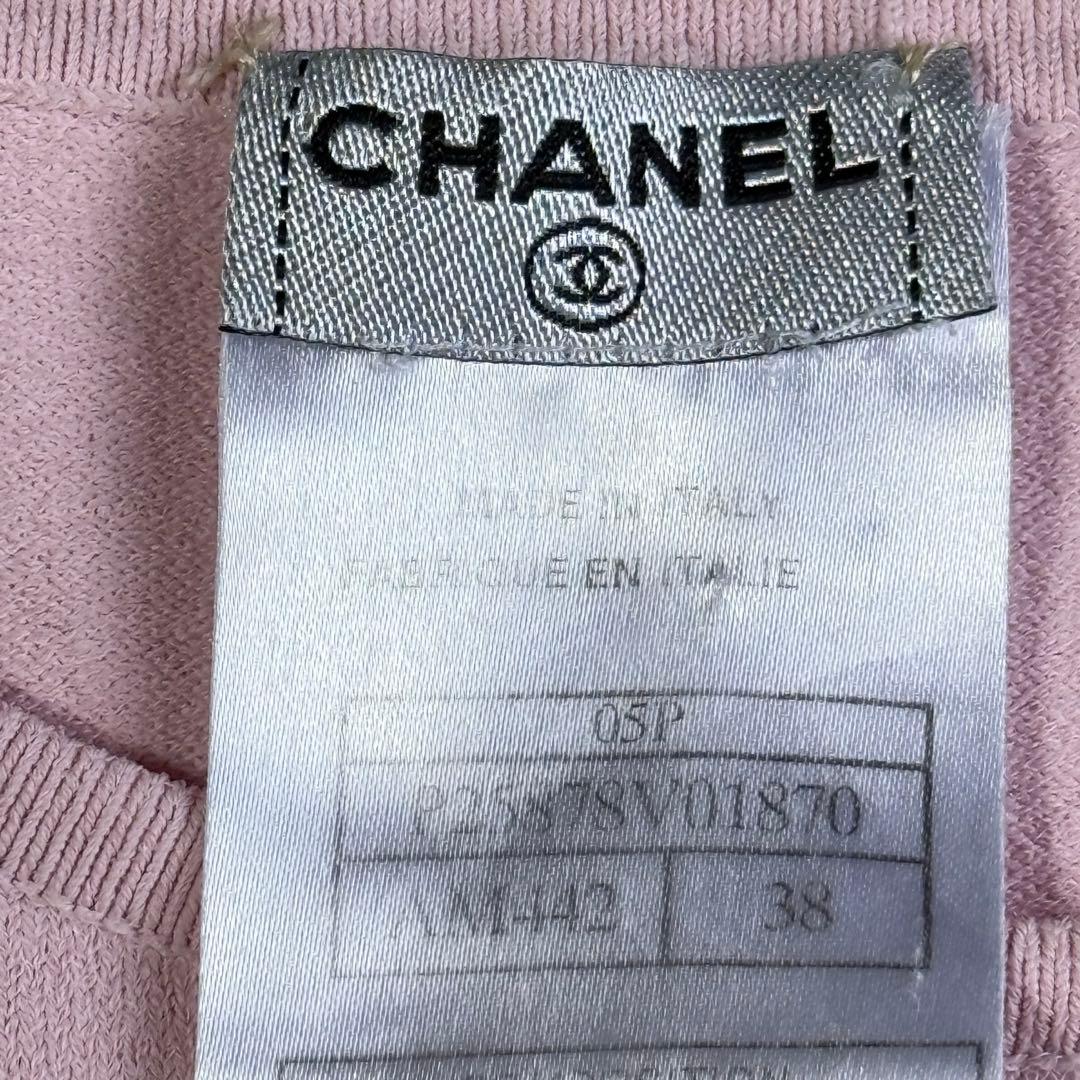 CHANEL
MADE IN ITALY
FABRIQUE EN ITALIE
05P
P25878V01870
AM442 38